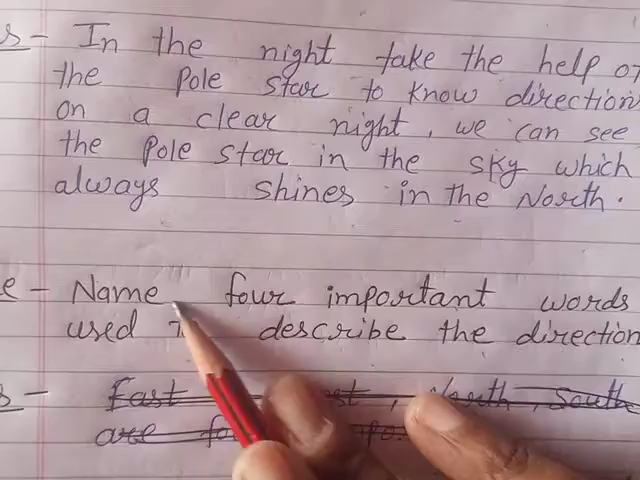 s - In the night take the help of
the pole star to know direction
on a clear night, we can see
the pole star in the sky which
always shines in the North.
e - Name four important words
used describe the direction
s - East , North, South
are